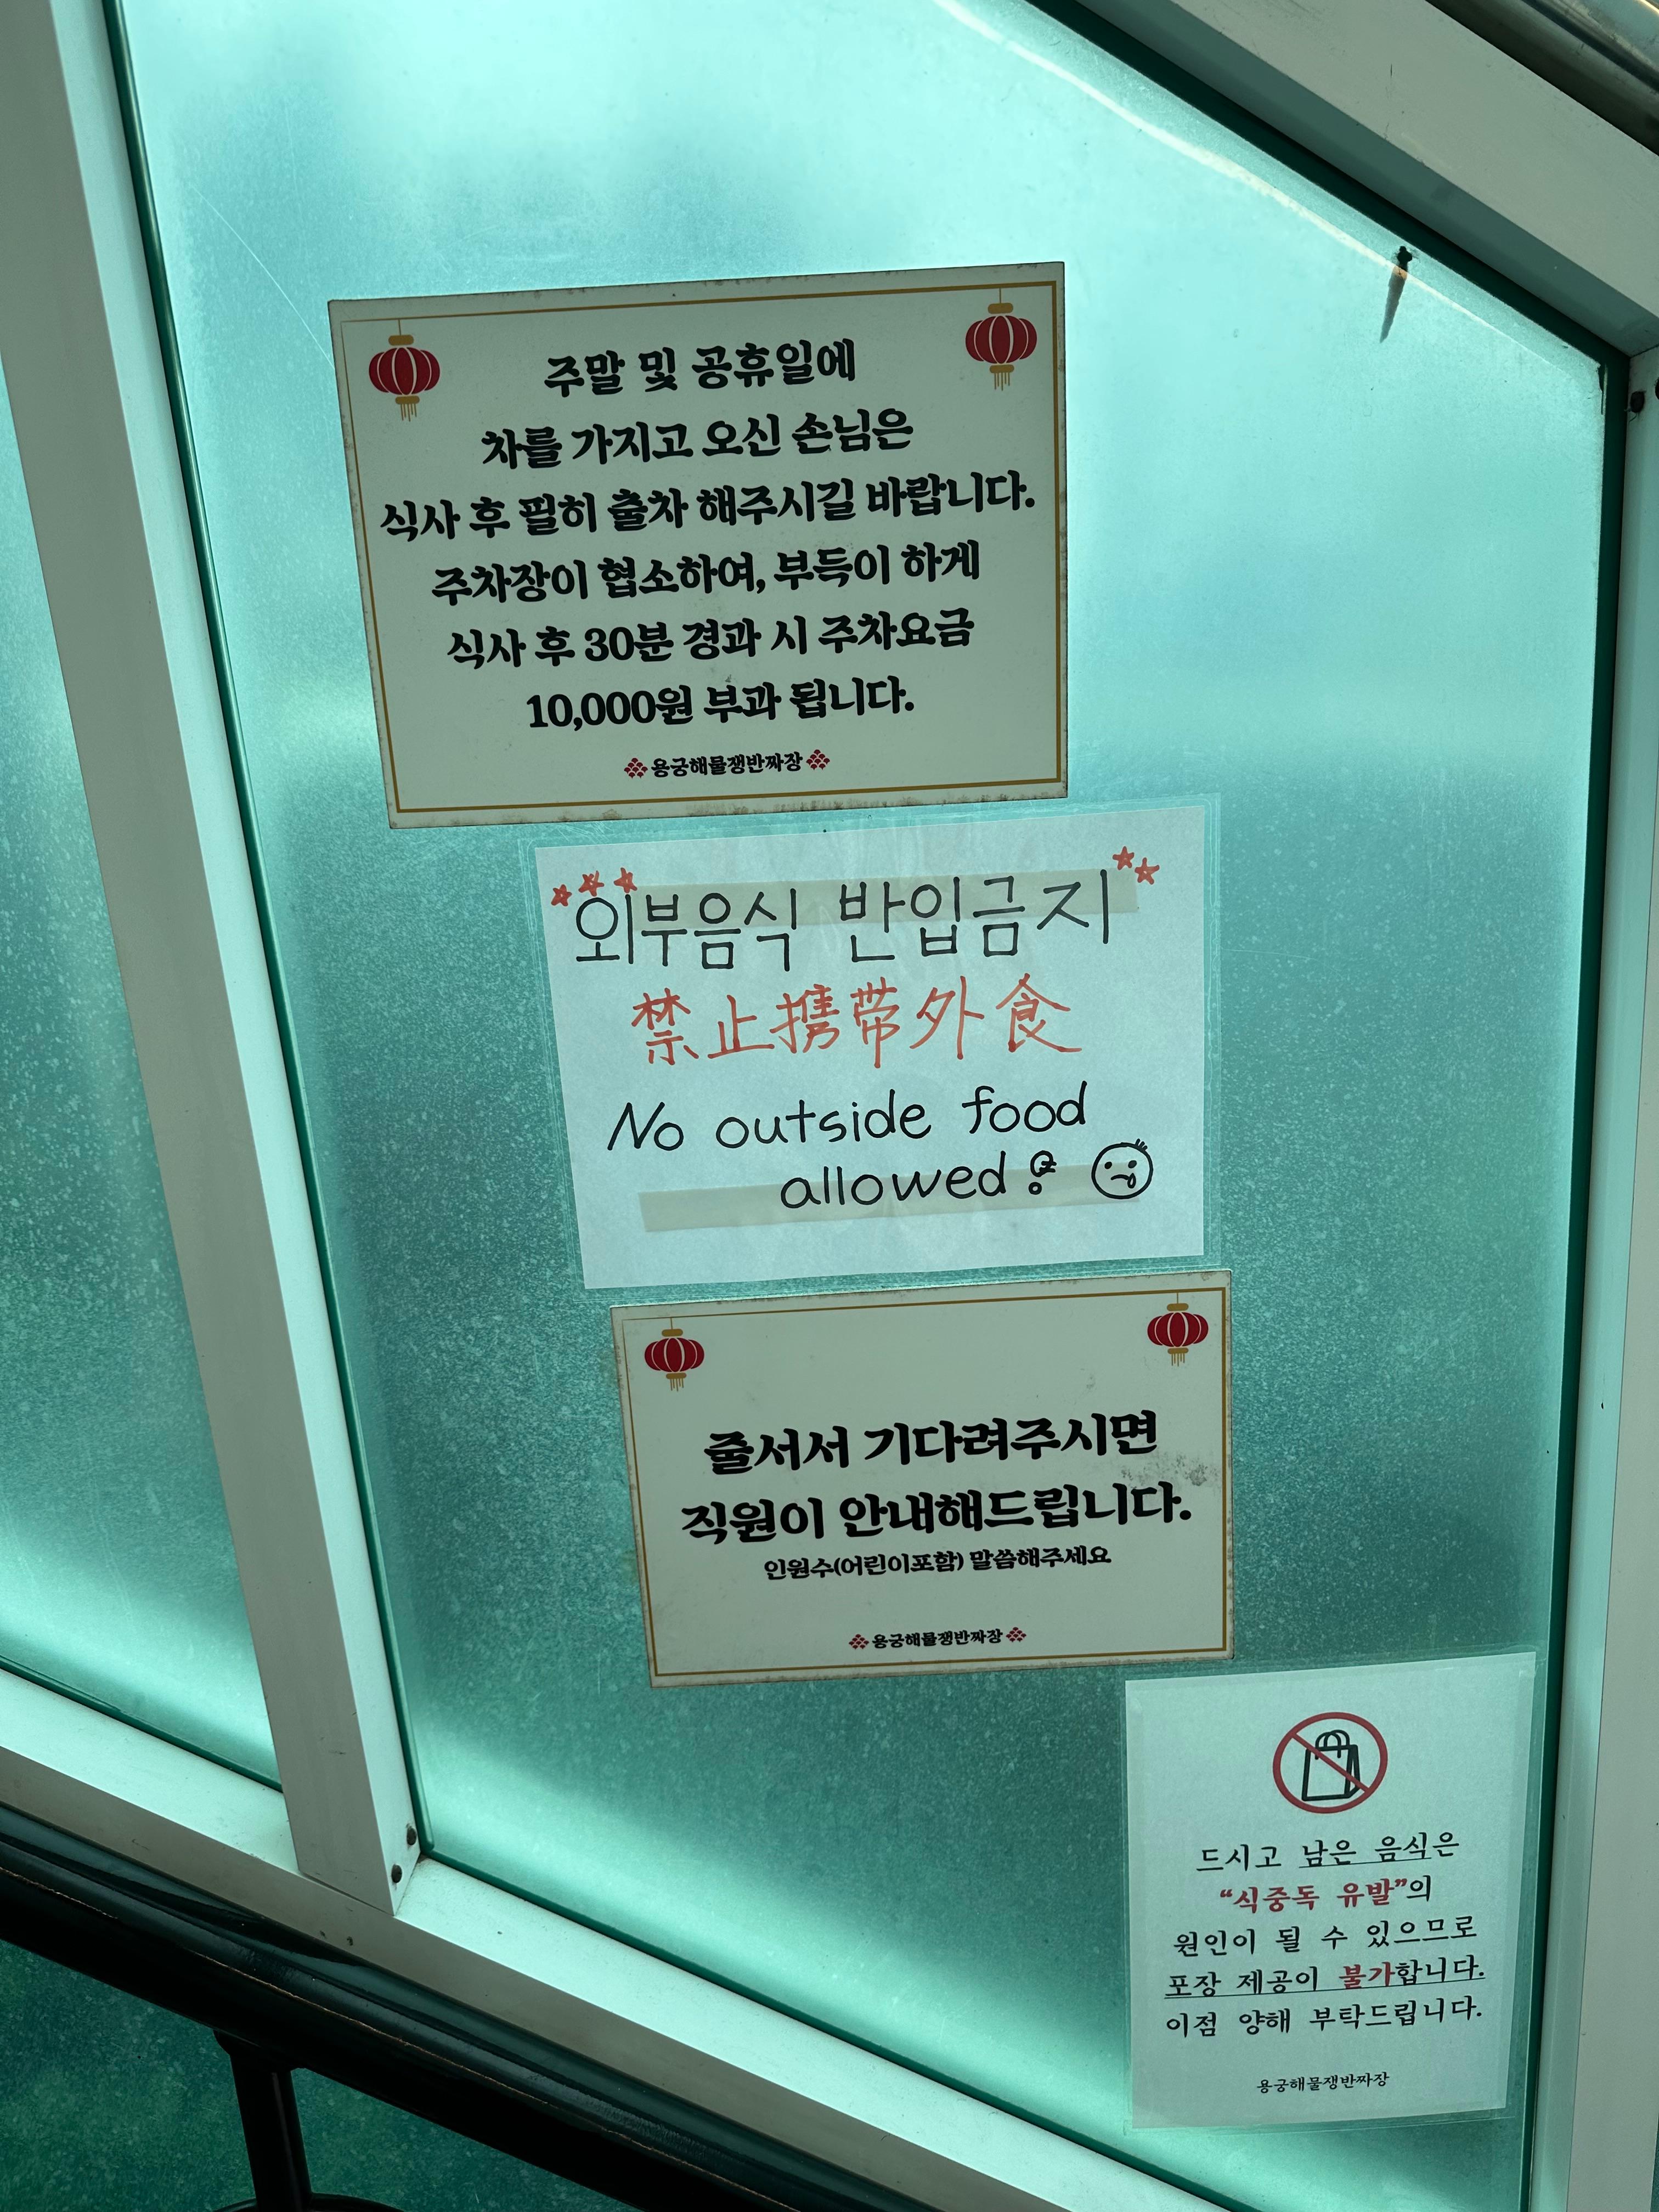 주말 및 공휴일에
차를 가지고 오신 손님은
식사 후 필히 출차 해주시길 바랍니다.
주차장이 협소하여, 부득이 하게
식사 후 30분 경과 시 주차요금
10,000원 부과 됩니다.
용궁해물쟁반짜장
외부음식 반입금지
禁止携带外食
No outside food
allowed!
줄서서 기다려주시면
직원이 안내해드립니다.
인원수(어린이포함) 말씀해주세요
용궁해물쟁반짜장
드시고 남은 음식은
“식중독 유발”의
원인이 될 수 있으므로
포장 제공이 불가합니다.
이점 양해 부탁드립니다.
용궁해물쟁반짜장